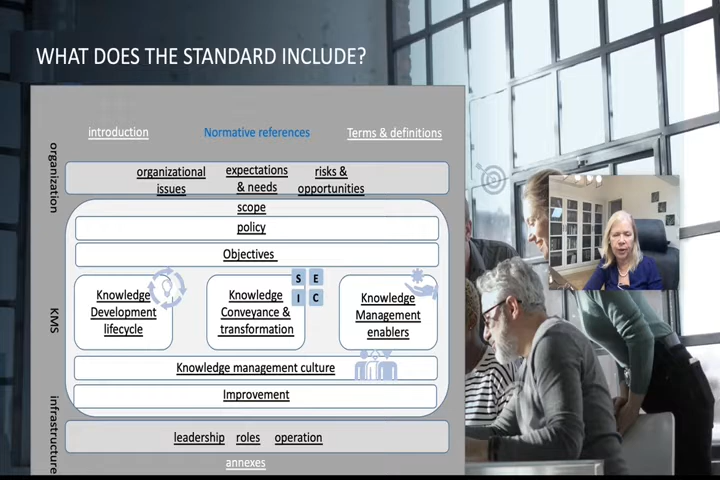 WHAT DOES THE STANDARD INCLUDE?
introduction Normative references Terms & definitions
organization
organizational
issues
expectations
& needs
risks &
opportunities
scope
policy
Objectives
KMS
Knowledge
Development
lifecycle
Knowledge
Conveyance &
transformation
S E
I C
Knowledge
Management
enablers
Knowledge management culture
Improvement
infrastructure
leadership roles operation
annexes